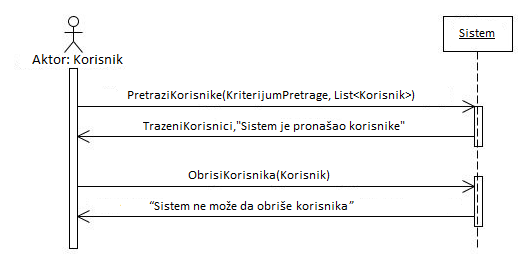 Sistem
Aktor: Korisnik
PretraziKorisnike(KriterijumPretrage, List<Korisnik>)
TrazeniKorisnici,"Sistem je pronašao korisnike"
ObrisiKorisnika(Korisnik)
“Sistem ne može da obriše korisnika”